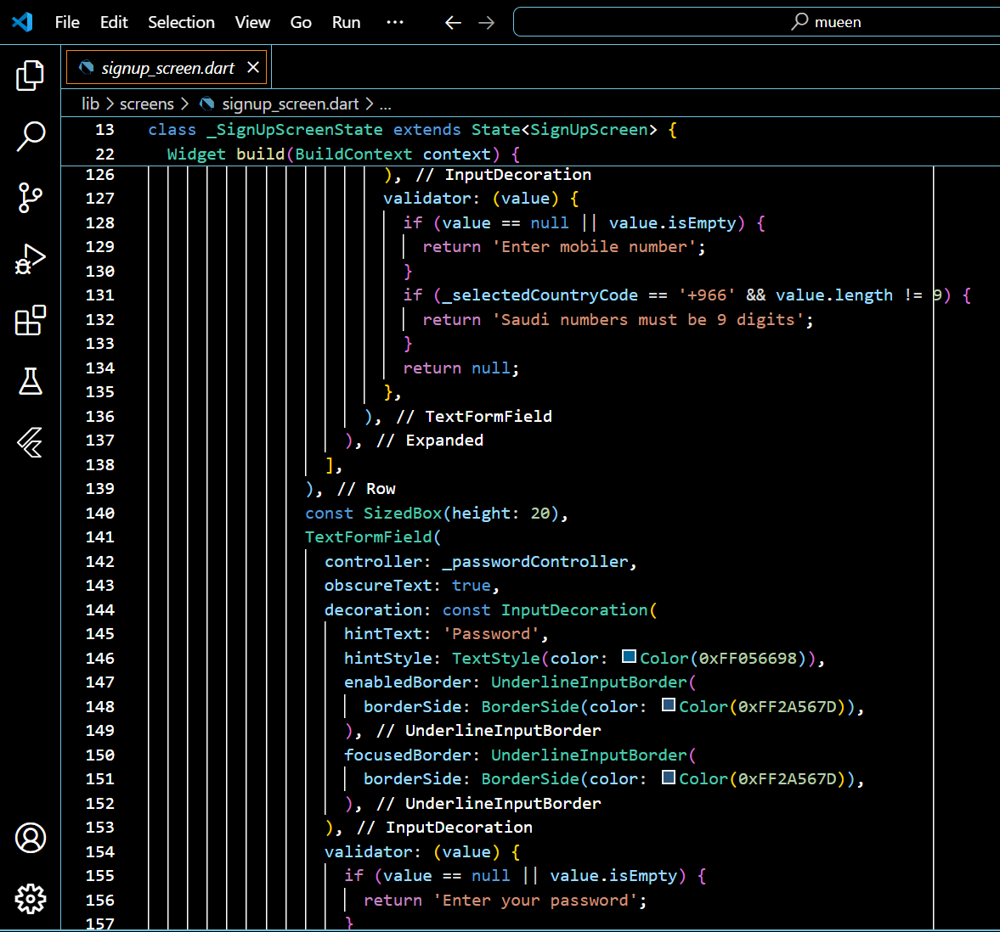 File Edit Selection View Go Run ··· ← → mueen
signup_screen.dart ×
lib > screens > signup_screen.dart > ...
13 class _SignUpScreenState extends State<SignUpScreen> {
22 Widget build(BuildContext context) {
126 ), // InputDecoration
127 validator: (value) {
128 if (value == null || value.isEmpty) {
129 return 'Enter mobile number';
130 }
131 if (_selectedCountryCode == '+966' && value.length != 9) {
132 return 'Saudi numbers must be 9 digits';
133 }
134 return null;
135 },
136 ), // TextFormField
137 ), // Expanded
138 ],
139 ), // Row
140 const SizedBox(height: 20),
141 TextFormField(
142 controller: _passwordController,
143 obscureText: true,
144 decoration: const InputDecoration(
145 hintText: 'Password',
146 hintStyle: TextStyle(color: Color(0xFF056698)),
147 enabledBorder: UnderlineInputBorder(
148 borderSide: BorderSide(color: Color(0xFF2A567D)),
149 ), // UnderlineInputBorder
150 focusedBorder: UnderlineInputBorder(
151 borderSide: BorderSide(color: Color(0xFF2A567D)),
152 ), // UnderlineInputBorder
153 ), // InputDecoration
154 validator: (value) {
155 if (value == null || value.isEmpty) {
156 return 'Enter your password';
157 }